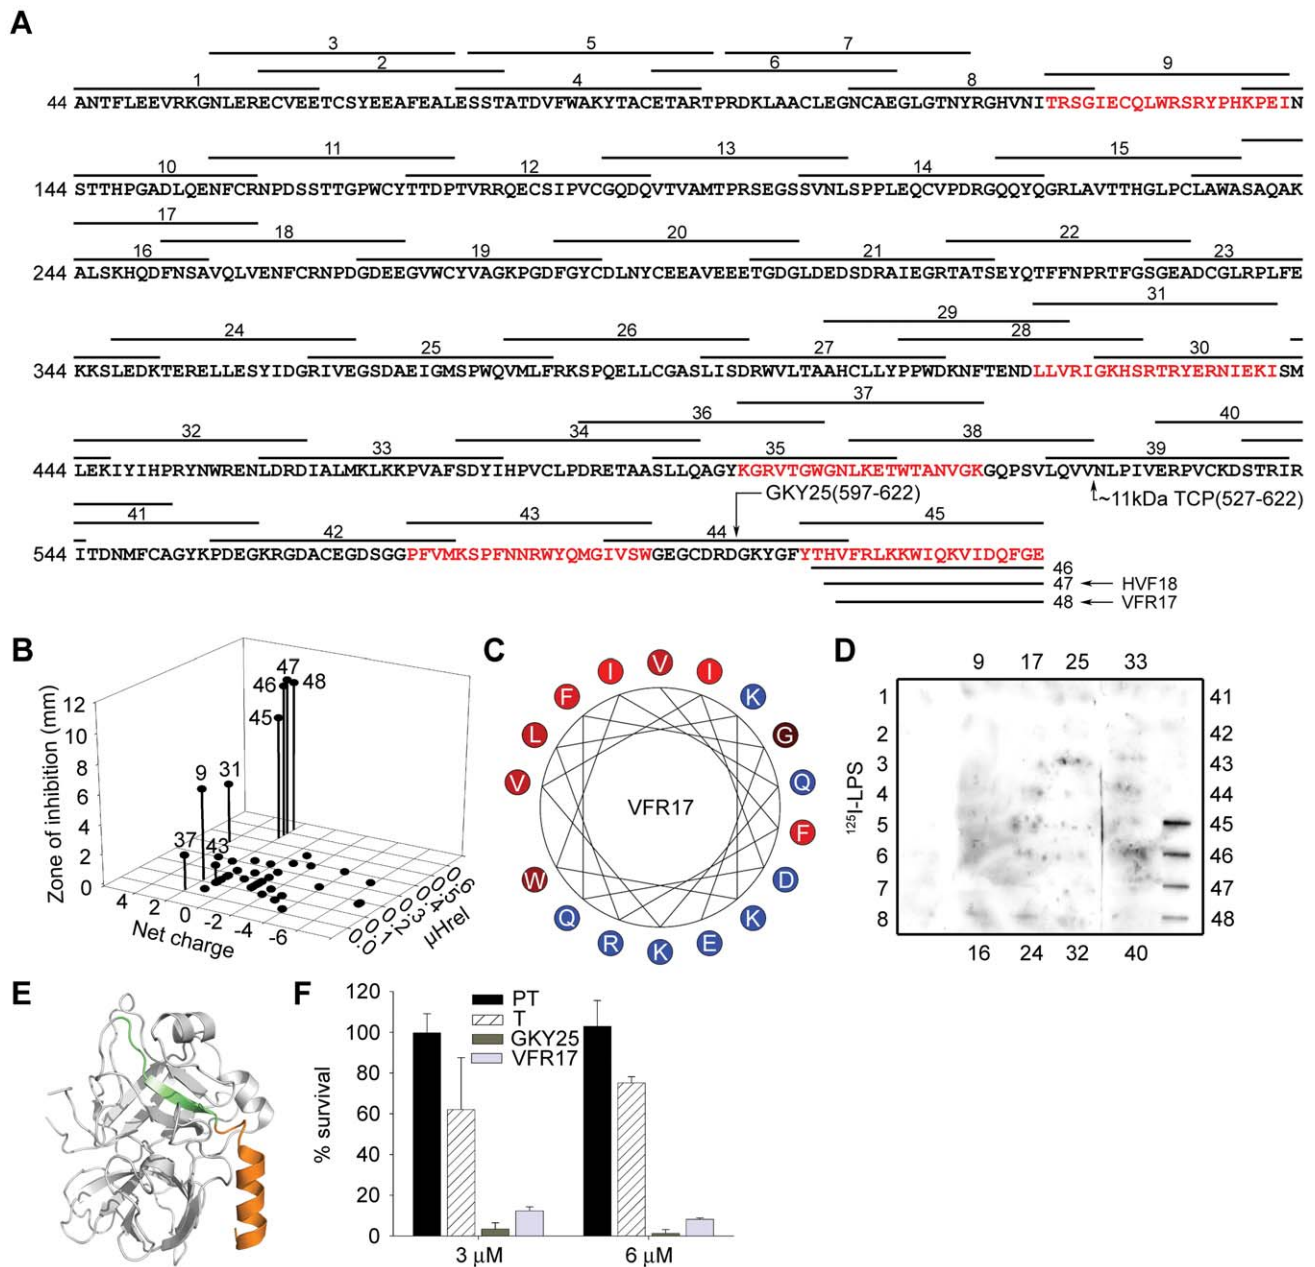 A
3 5 7
2 6 9
1 4 8
44 ANTFLEEVRKGNLERECVEETCSYEEAFEALESSTATDVFWAKYTACETARTPRDKLAACLEGNCAEGLGTNYRGHVNITRSGIECQLWRSRYPHKPEIN
11 13 15
10 12 14
144 STTHPGADLQENFCRNPDSSTTGPWCYTTDPTVRRQECSIPVCGQDQVTVAMTPRSEGSSVNLSPPLEQCVPDRGQQYQGRLAVTTHGLPCLAWASAQAK
17
18 20 22
16 19 21 23
244 ALSKHQDFNSAVQLVENFCRNPDGDEEGVWCYVAGKPGDFGYCDLNYCEEAVEEETGDGLDEDSDRAIEGRTATSEYQTFFNPRTFGSGEADCGLRPLFE
31
29
24 26 28
25 27 30
344 KKSLEDKTERELLESYIDGRIVEGSDAEIGMSPWQVMLFRKSPQELLCGASLISDRWVLTAAHCLLYPPWDKNFTENDLLVRIGKHSRTRYERNIEKISM
37
36 40
32 34 38
33 35 39
444 LEKIYIHPRYNWRENLDRDIALMKLKKPVAFSDYIHPVCLPDRETAASLLQAGYKGRVTGWGNLKETWTANVGKGQPSVLQVVNLPIVERPVCKDSTRIR
GKY25(597-622) ~11kDa TCP(527-622)
41 43 45
42 44
544 ITDNMFCAGYKPDEGKRGDACEGDSGGPFVMKSPFNNRWYQMGIVSWGEGCDRDGKYGFYTHVFRLKKWIQKVIDQFGE
46
47 HVF18
48 VFR17
B
Zone of inhibition (mm)
12
10
8
6
4
2
0
47
46 48
45
9 31
37 43
4 2 0 -2 -4 -6
Net charge
0.0 0.1 0.2 0.3 0.4 0.5 0.6
µHrel
C
V
I I
F K
L G
V Q
VFR17
F
W D
Q K
R E
K
D
9 17 25 33
1 41
2 42
3 43
4 44
5 45
6 46
7 47
8 48
125I-LPS
16 24 32 40
E
F
% survival
120
100
80
60
40
20
0
PT
T
GKY25
VFR17
3 µM 6 µM